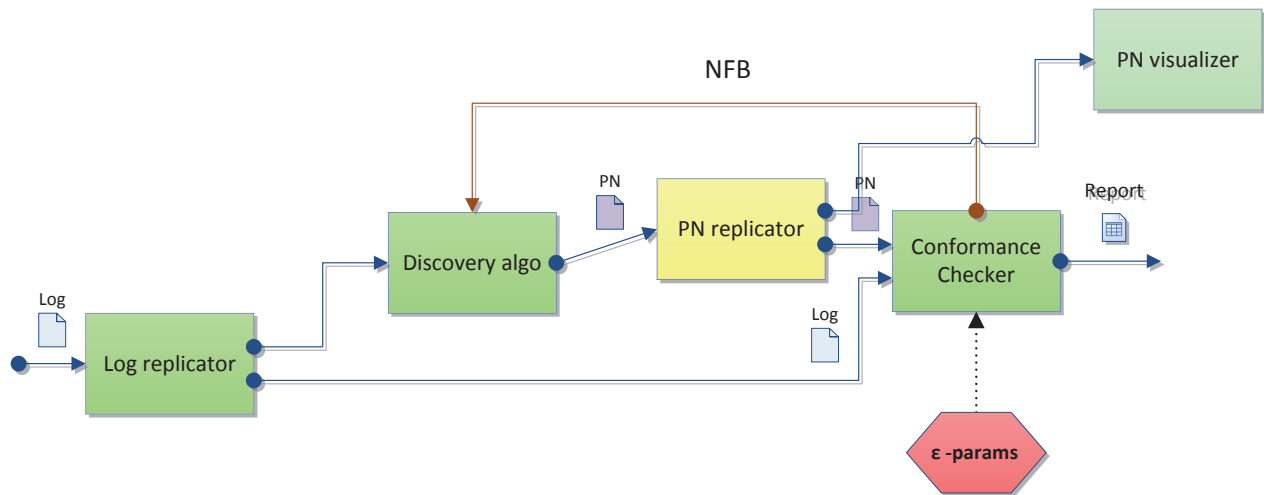 PN visualizer
NFB
PN
PN
Report
PN replicator
Conformance
Checker
Discovery algo
Log
Log
Log replicator
ε -params